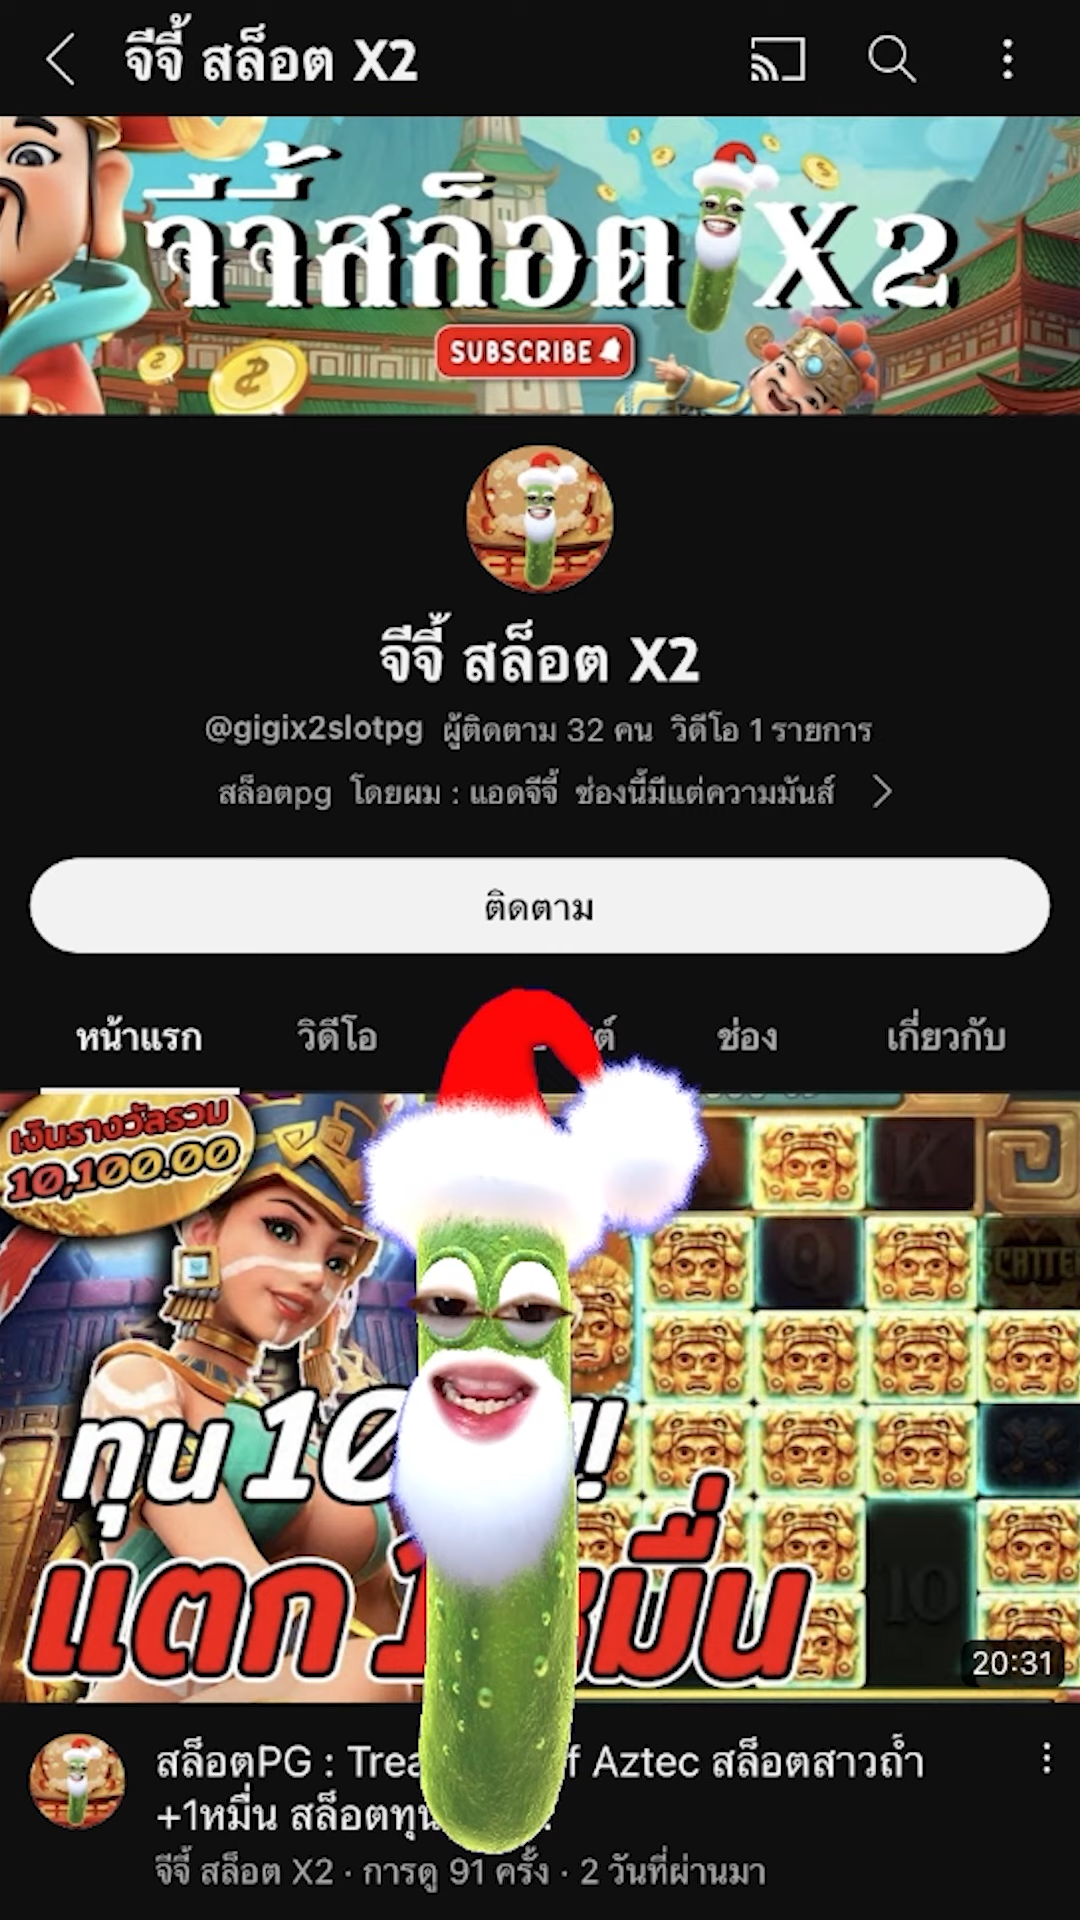 จีจี้ สล็อต X2
จีจี้สล็อต X2
SUBSCRIBE
จีจี้ สล็อต X2
@gigix2slotpg ผู้ติดตาม 32 คน วิดีโอ 1 รายการ
สล็อตpg โดยผม : แอดจีจี้ ช่องนี้มีแต่ความมันส์
ติดตาม
หน้าแรก วิดีโอ ช่อง เกี่ยวกับ
เงินรางวัลรวม
10,100.00
K
Q
SCATTE
ทุน 10 !
แตก 1 หมื่น
10
20:31
สล็อตPG : Aztec สล็อตสาวถ้ำ
+1หมื่น
จีจี้ สล็อต X2 · การดู 91 ครั้ง · 2 วันที่ผ่านมา